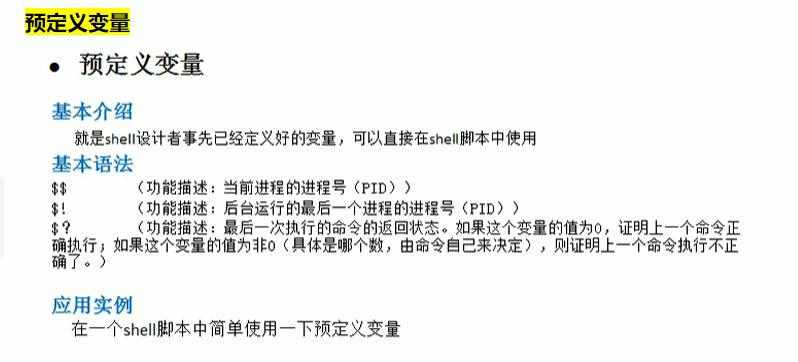 预定义变量
● 预定义变量
基本介绍
就是shell设计者事先已经定义好的变量，可以直接在shell脚本中使用
基本语法
$$ （功能描述：当前进程的进程号（PID））
$! （功能描述：后台运行的最后一个进程的进程号（PID））
$？ （功能描述：最后一次执行的命令的返回状态。如果这个变量的值为0，证明上一个命令正
确执行；如果这个变量的值为非0（具体是哪个数，由命令自己来决定），则证明上一个命令执行不正
确了。）
应用实例
在一个shell脚本中简单使用一下预定义变量